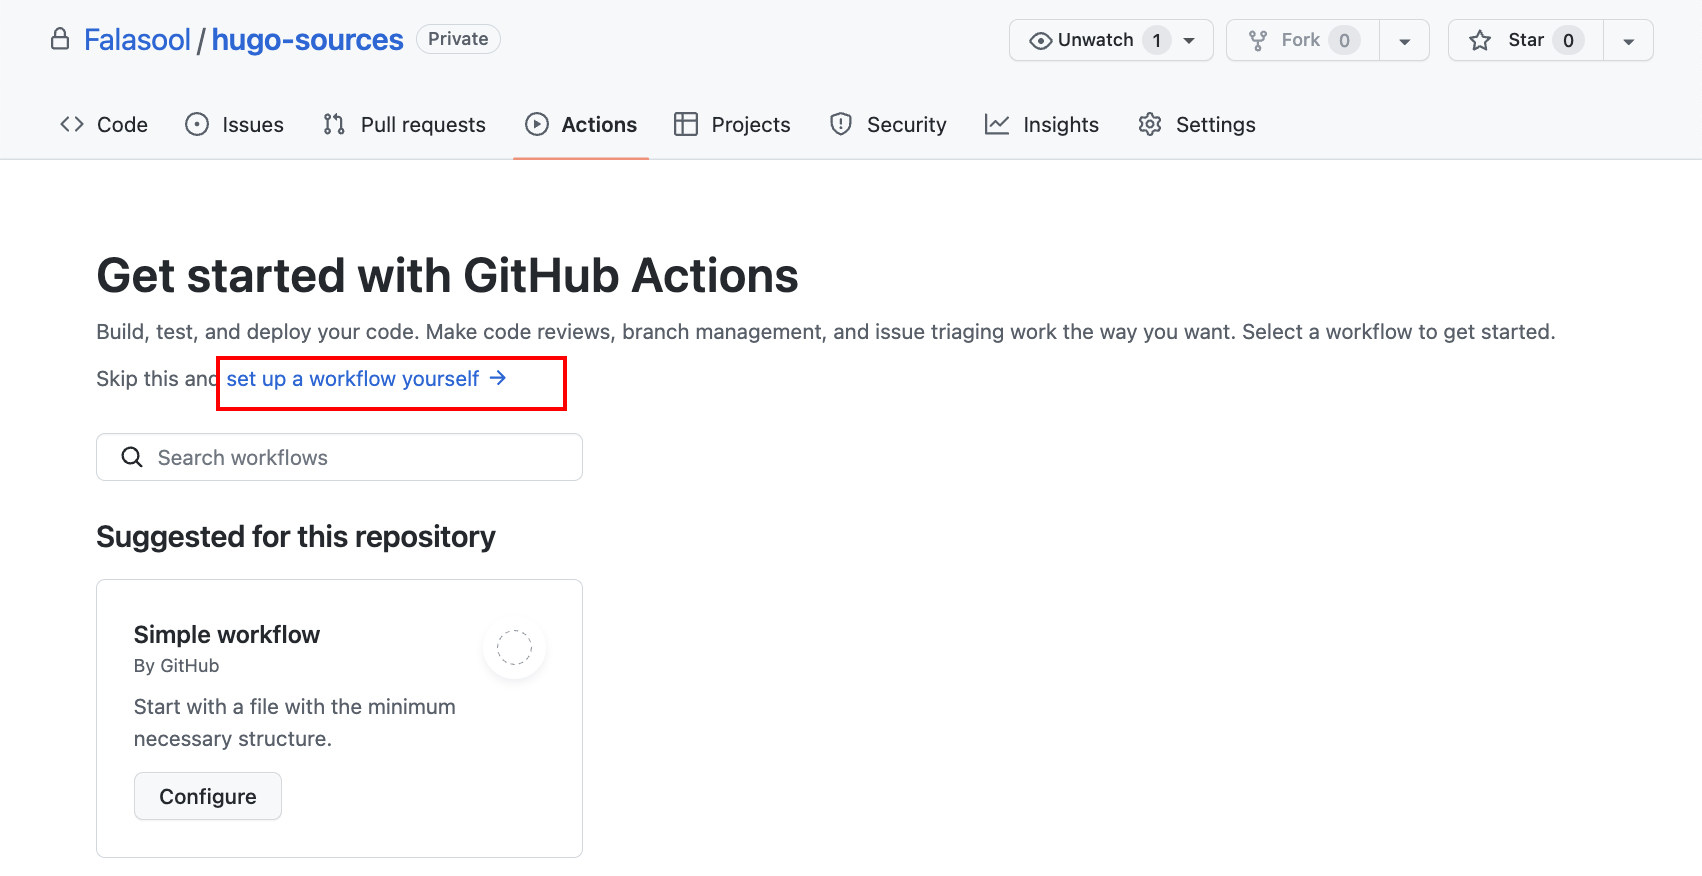 Falasool / hugo-sources Private
Unwatch 1 Fork 0 Star 0
Code Issues Pull requests Actions Projects Security Insights Settings
Get started with GitHub Actions
Build, test, and deploy your code. Make code reviews, branch management, and issue triaging work the way you want. Select a workflow to get started.
Skip this and set up a workflow yourself →
Search workflows
Suggested for this repository
Simple workflow
By GitHub
Start with a file with the minimum
necessary structure.
Configure